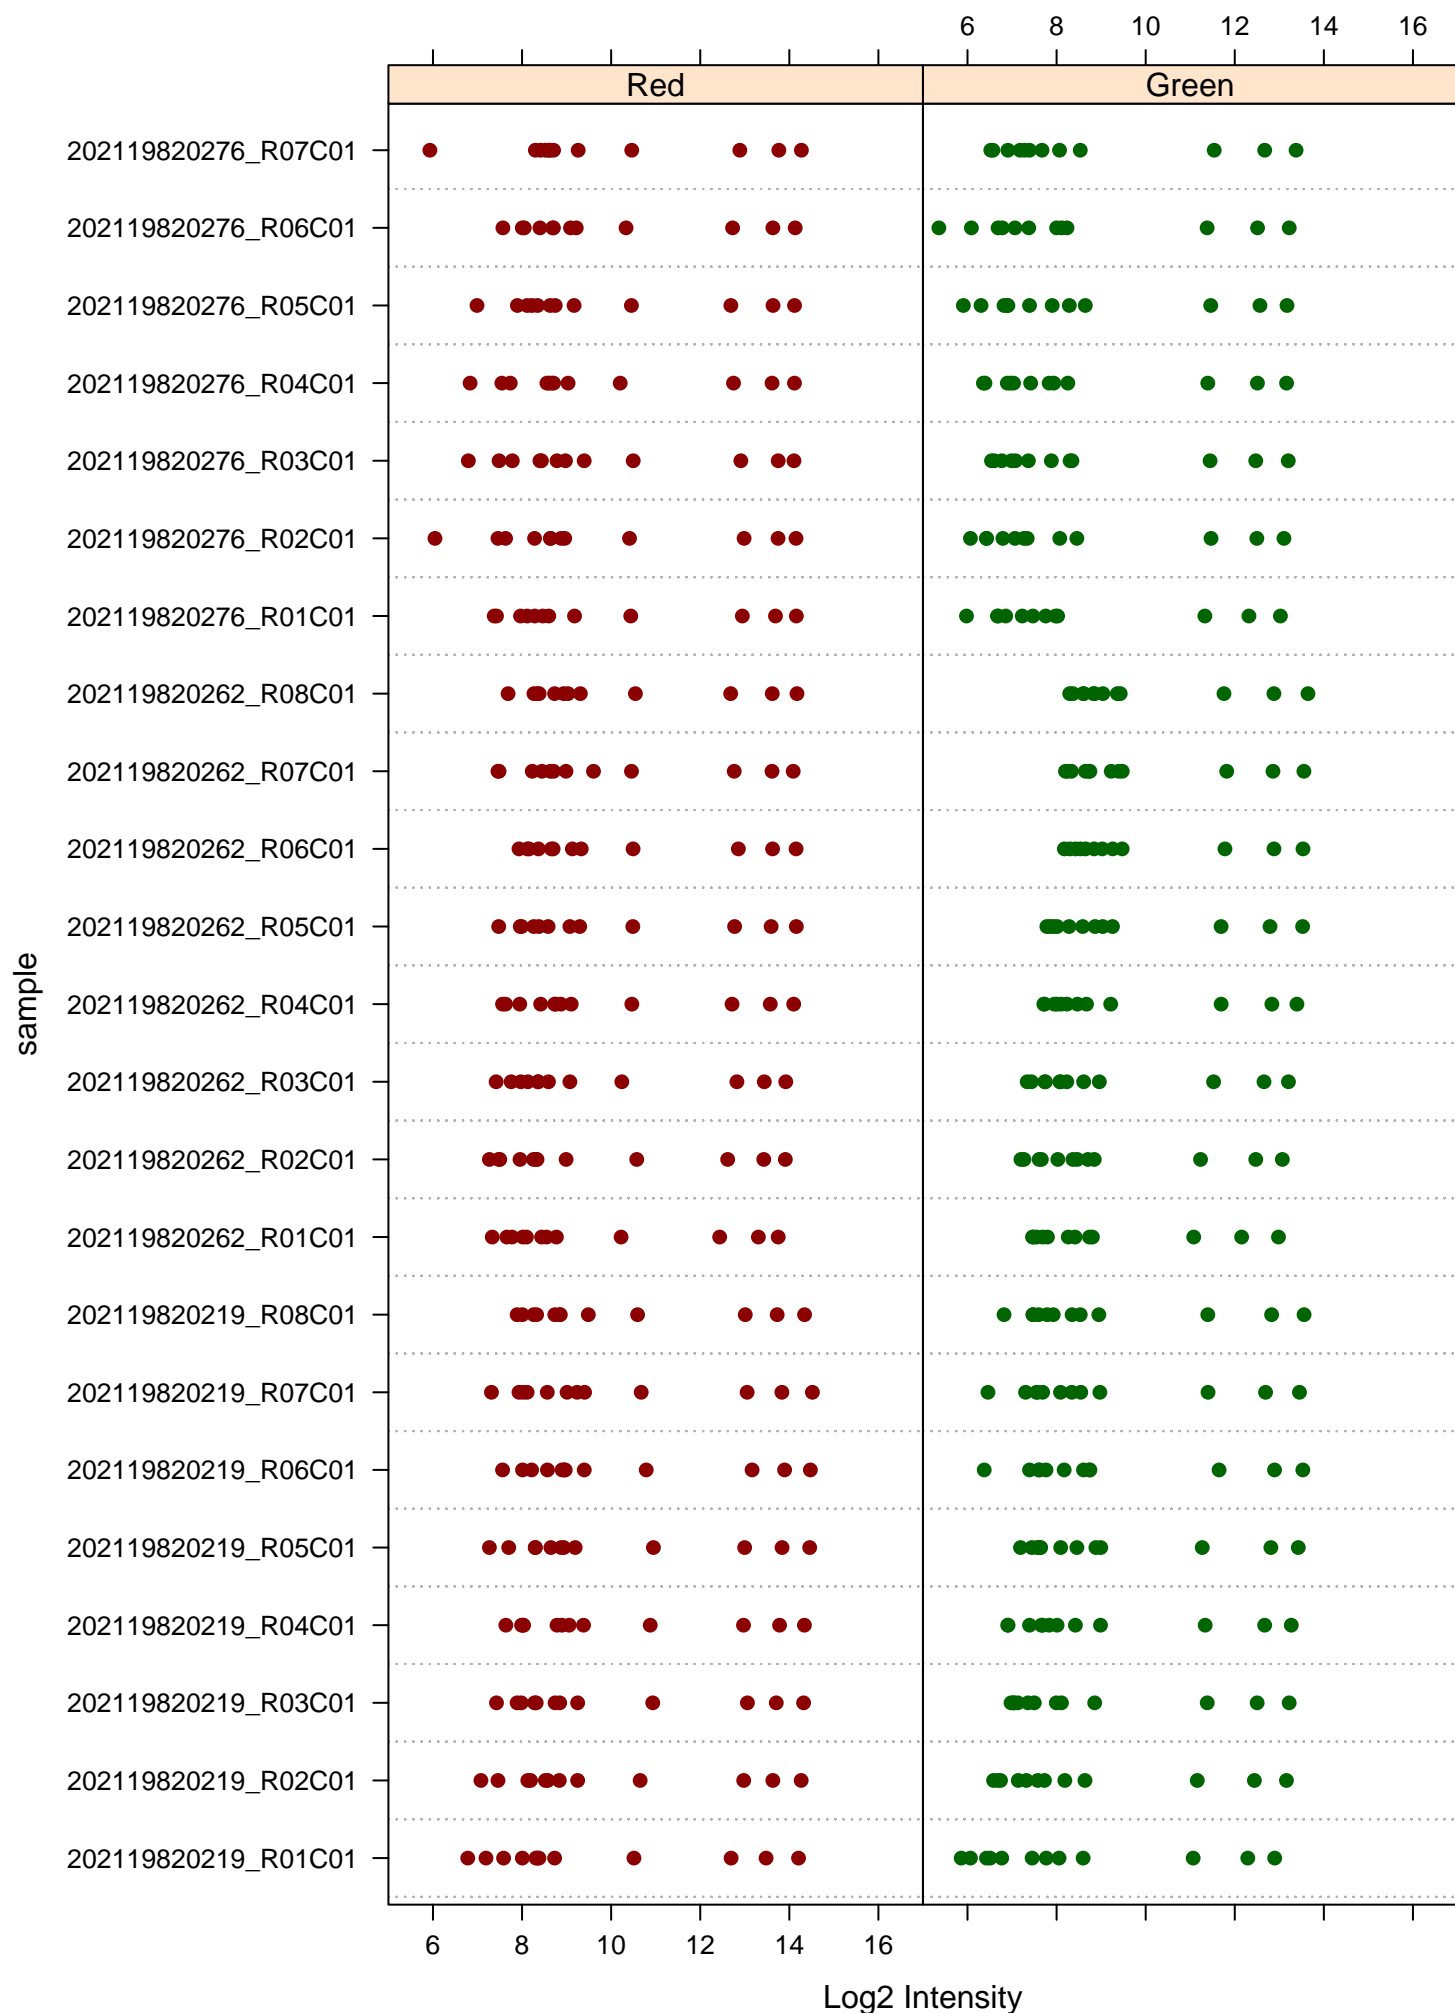 6 8 10 12 14 16
Red Green
202119820276_R07C01
202119820276_R06C01
202119820276_R05C01
202119820276_R04C01
202119820276_R03C01
202119820276_R02C01
202119820276_R01C01
202119820262_R08C01
202119820262_R07C01
202119820262_R06C01
202119820262_R05C01
202119820262_R04C01
202119820262_R03C01
202119820262_R02C01
202119820262_R01C01
202119820219_R08C01
202119820219_R07C01
202119820219_R06C01
202119820219_R05C01
202119820219_R04C01
202119820219_R03C01
202119820219_R02C01
202119820219_R01C01
sample
6 8 10 12 14 16
Log2 Intensity